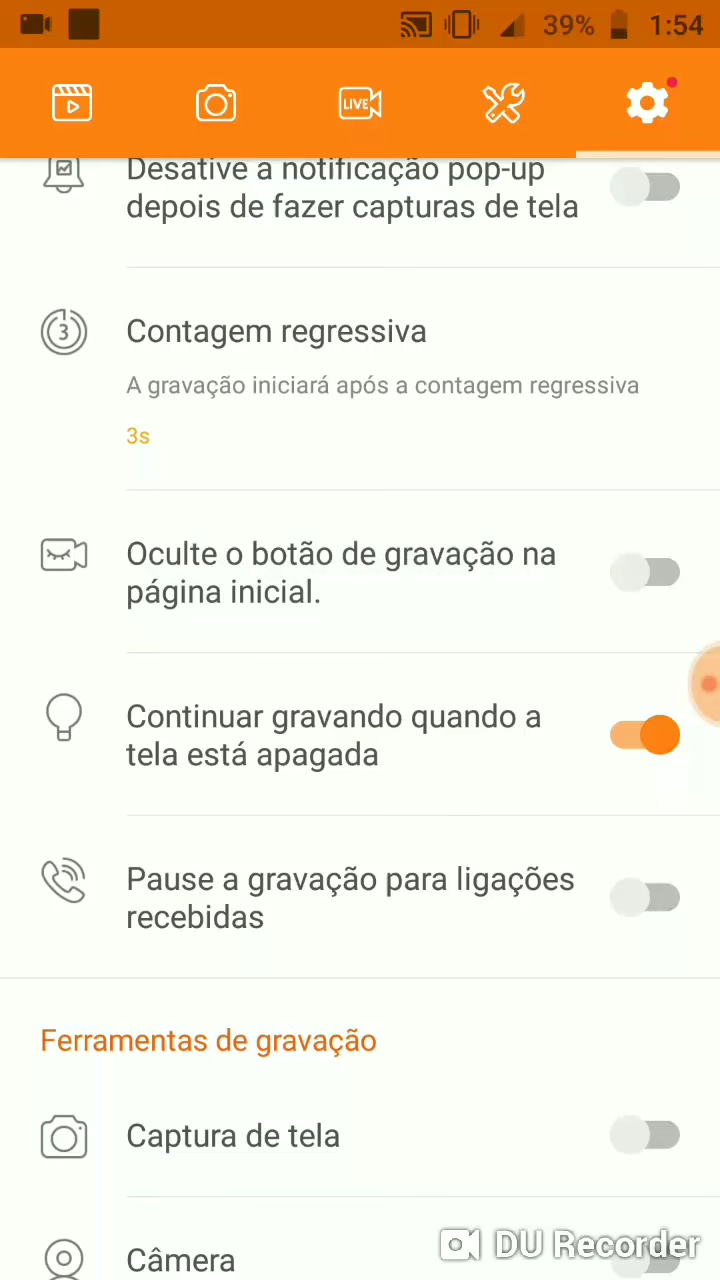 39% 1:54
LIVE
Desative a notificação pop-up
depois de fazer capturas de tela
3
Contagem regressiva
A gravação iniciará após a contagem regressiva
3s
Oculte o botão de gravação na
página inicial.
Continuar gravando quando a
tela está apagada
Pause a gravação para ligações
recebidas
Ferramentas de gravação
Captura de tela
Câmera
DU Recorder